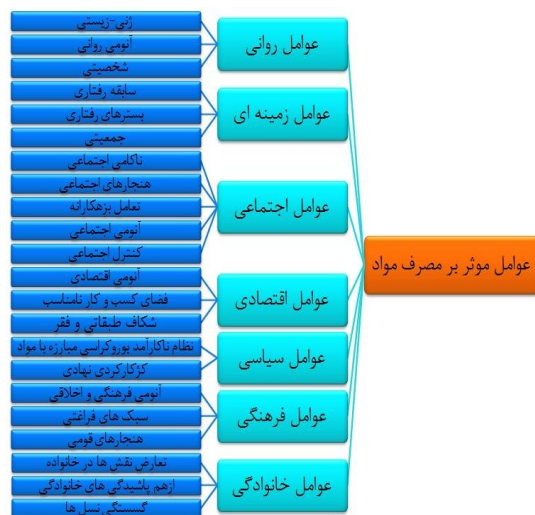 عوامل موثر بر مصرف مواد
عوامل روانی
ژنی-زیستی
آنومی روانی
شخصیتی
عوامل زمینه ای
سابقه رفتاری
بسترهای رفتاری
جمعیتی
عوامل اجتماعی
ناکامی اجتماعی
هنجارهای اجتماعی
تعامل بزهکارانه
آنومی اجتماعی
کنترل اجتماعی
عوامل اقتصادی
آنومی اقتصادی
فضای کسب و کار نامناسب
شکاف طبقاتی و فقر
عوامل سیاسی
نظام ناکارآمد بوروکراسی مبارزه با مواد
کژکارکردی نهادی
عوامل فرهنگی
آنومی فرهنگی و اخلاقی
سبک های فراغتی
هنجارهای قومی
عوامل خانوادگی
تعارض نقش ها در خانواده
ازهم پاشیدگی های خانوادگی
گسستگی نسل ها